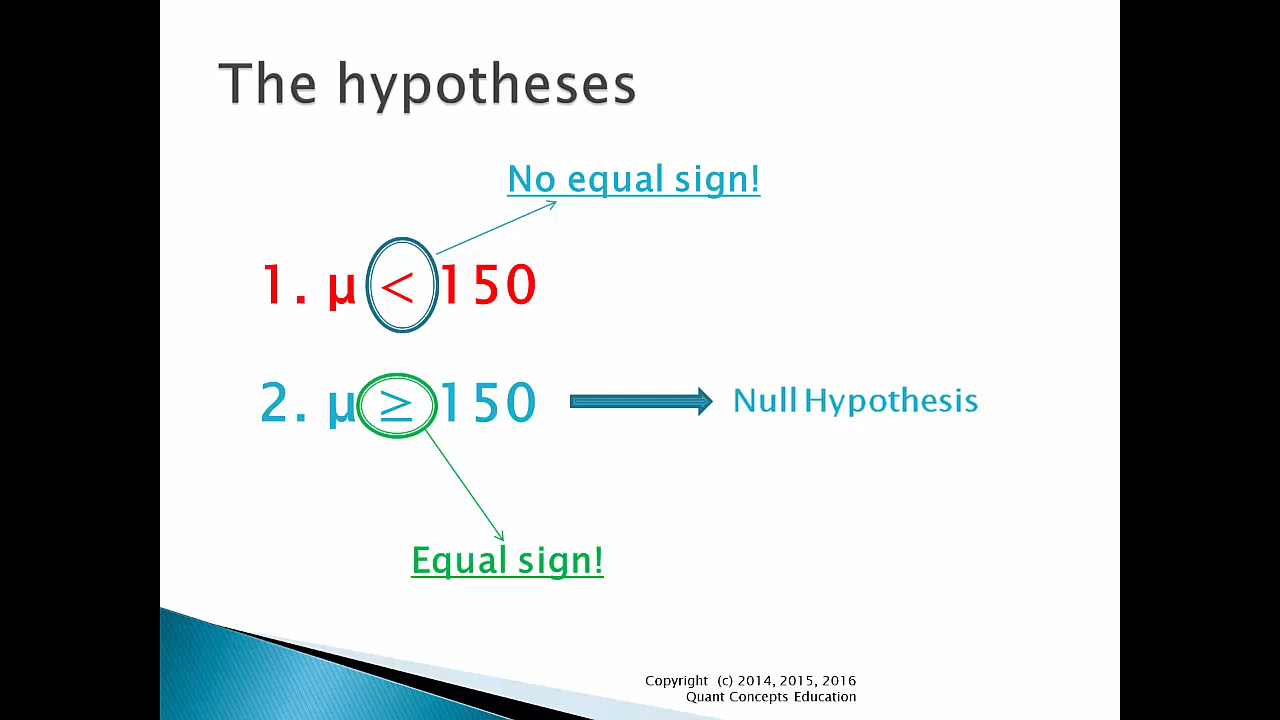 The hypotheses
No equal sign!
1. μ < 150
2. μ ≥ 150 Null Hypothesis
Equal sign!
Copyright (c) 2014, 2015, 2016
Quant Concepts Education